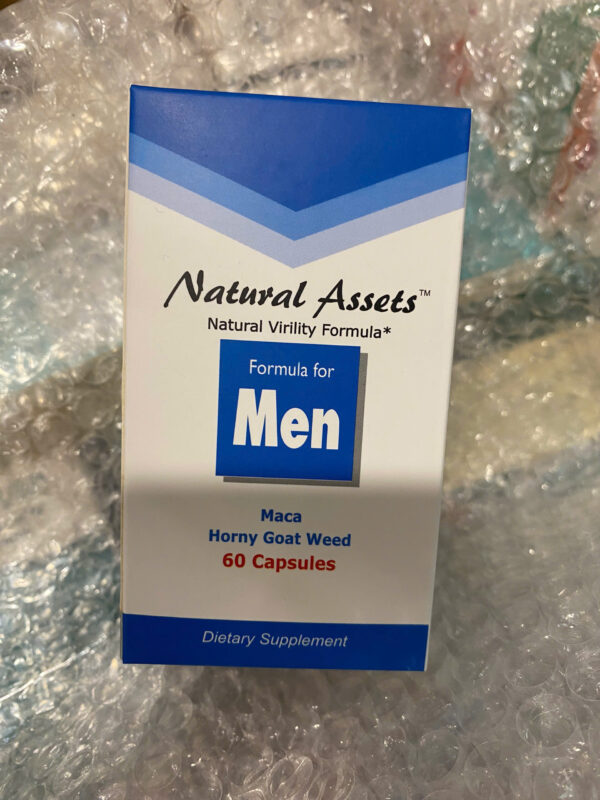 Natural Assets™
Natural Virility Formula*
Formula for
Men
Maca
Horny Goat Weed
60 Capsules
Dietary Supplement